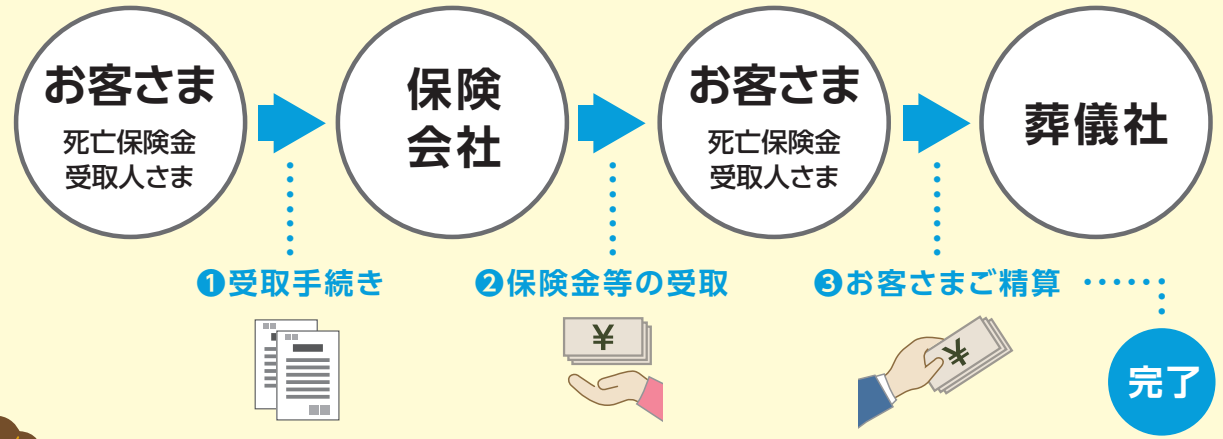 お客さま
死亡保険金
受取人さま
保険
会社
お客さま
死亡保険金
受取人さま
葬儀社
❶受取手続き
❷保険金等の受取
❸お客さまご精算
¥
¥
完了